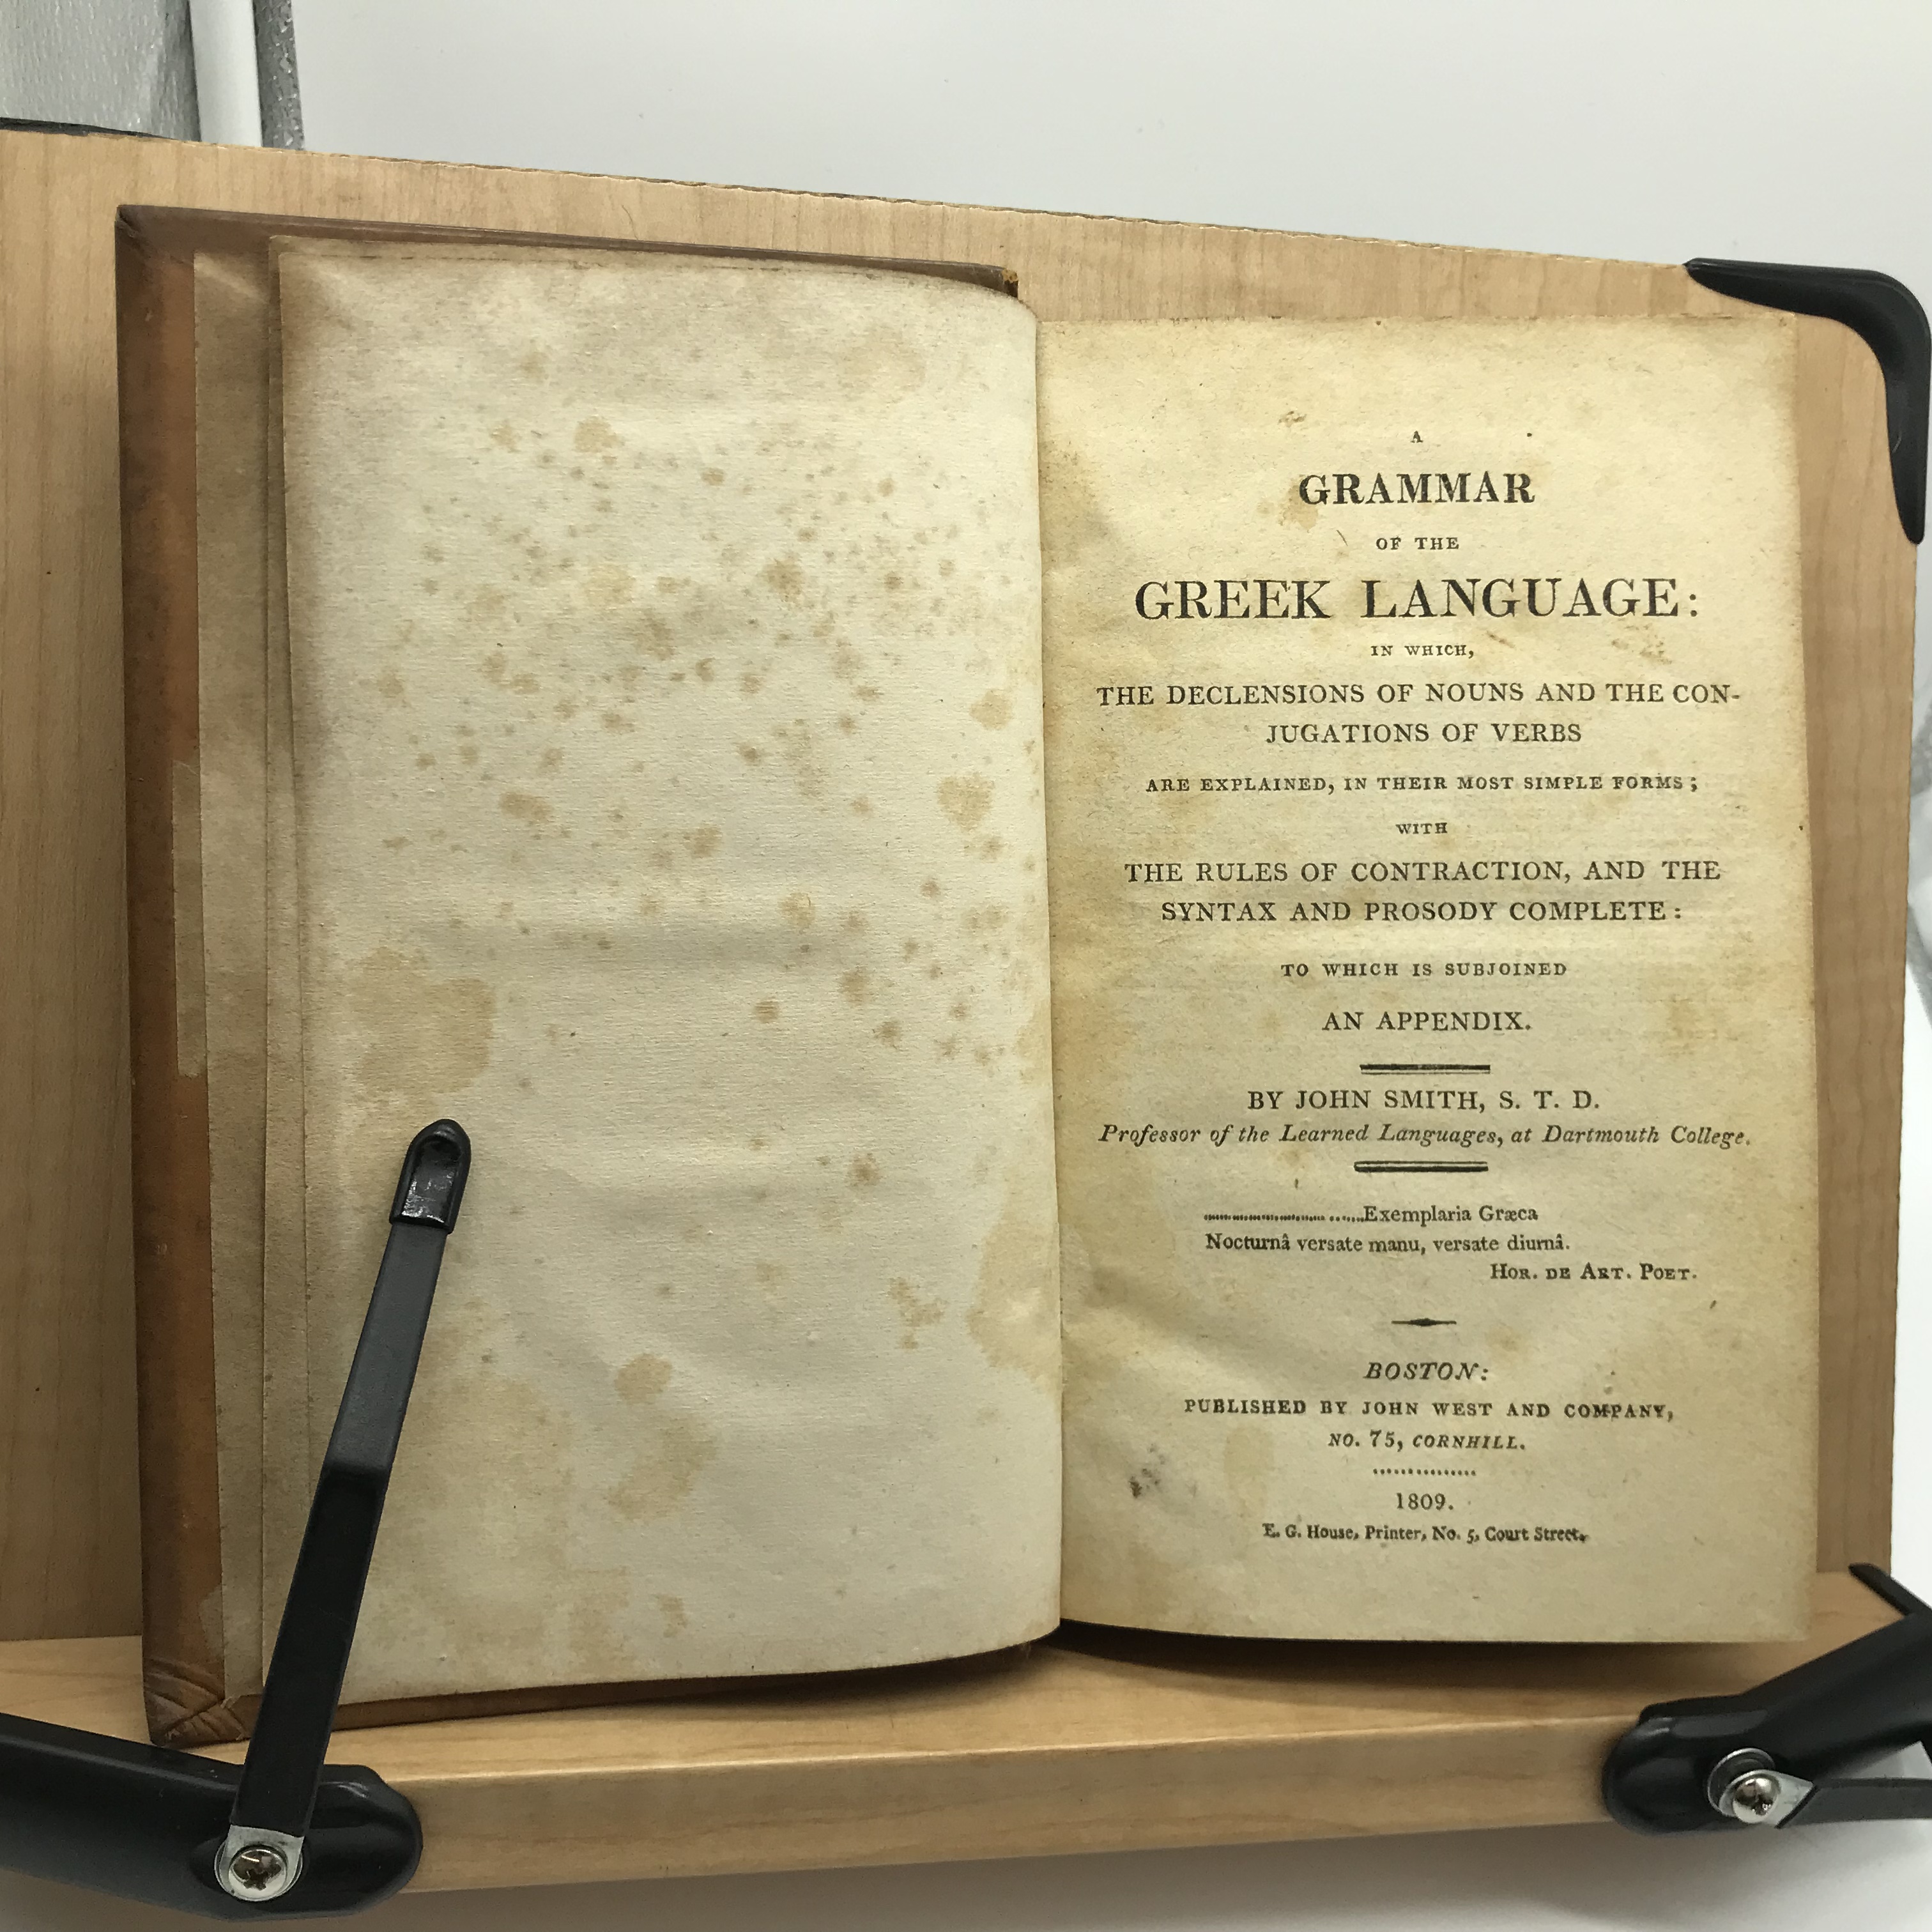 A
GRAMMAR
OF THE
GREEK LANGUAGE:
IN WHICH,
THE DECLENSIONS OF NOUNS AND THE CON-
JUGATIONS OF VERBS
ARE EXPLAINED, IN THEIR MOST SIMPLE FORMS;
WITH
THE RULES OF CONTRACTION, AND THE
SYNTAX AND PROSODY COMPLETE:
TO WHICH IS SUBJOINED
AN APPENDIX.
BY JOHN SMITH, S. T. D.
Professor of the Learned Languages, at Dartmouth College.
..............................Exemplaria Græca
Nocturnâ versate manu, versate diurnâ.
HOR. DE ART. POET.
BOSTON:
PUBLISHED BY JOHN WEST AND COMPANY,
NO. 75, CORNHILL.
1809.
E. G. House, Printer, No. 5, Court Street.